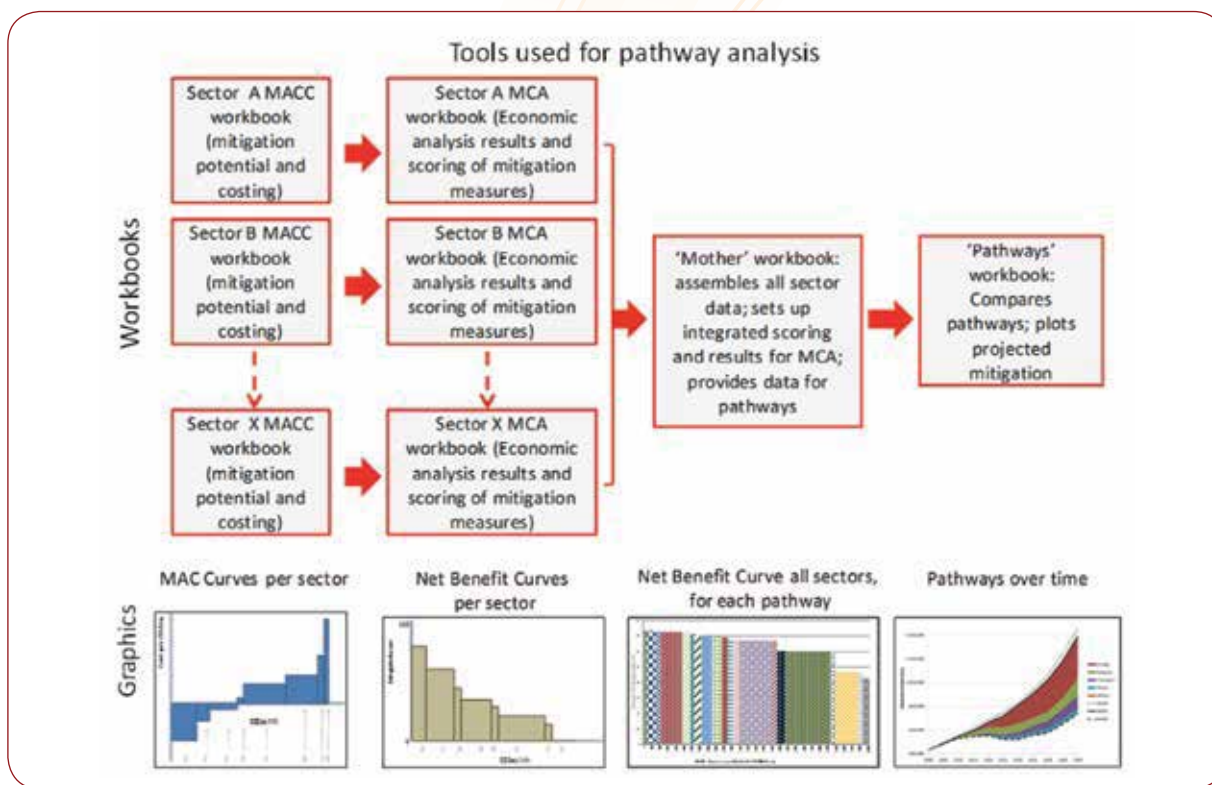 Tools used for pathway analysis
Workbooks
Sector A MACC
workbook
(mitigation
potential and
costing)
Sector A MCA
workbook (Economic
analysis results and
scoring of mitigation
measures)
Sector B MACC
workbook
(mitigation
potential and
costing)
Sector B MCA
workbook (Economic
analysis results and
scoring of mitigation
measures)
Sector X MACC
workbook
(mitigation
potential and
costing)
Sector X MCA
workbook (Economic
analysis results and
scoring of mitigation
measures)
‘Mother’ workbook:
assembles all sector
data; sets up
integrated scoring
and results for MCA;
provides data for
pathways
‘Pathways’
workbook:
Compares
pathways; plots
projected
mitigation
Graphics
MAC Curves per sector
Net Benefit Curves
per sector
Net Benefit Curve all sectors,
for each pathway
Pathways over time